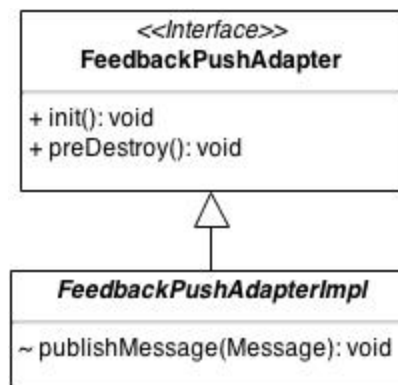 <<Interface>>
FeedbackPushAdapter
+ init(): void
+ preDestroy(): void
FeedbackPushAdapterImpl
~ publishMessage(Message): void